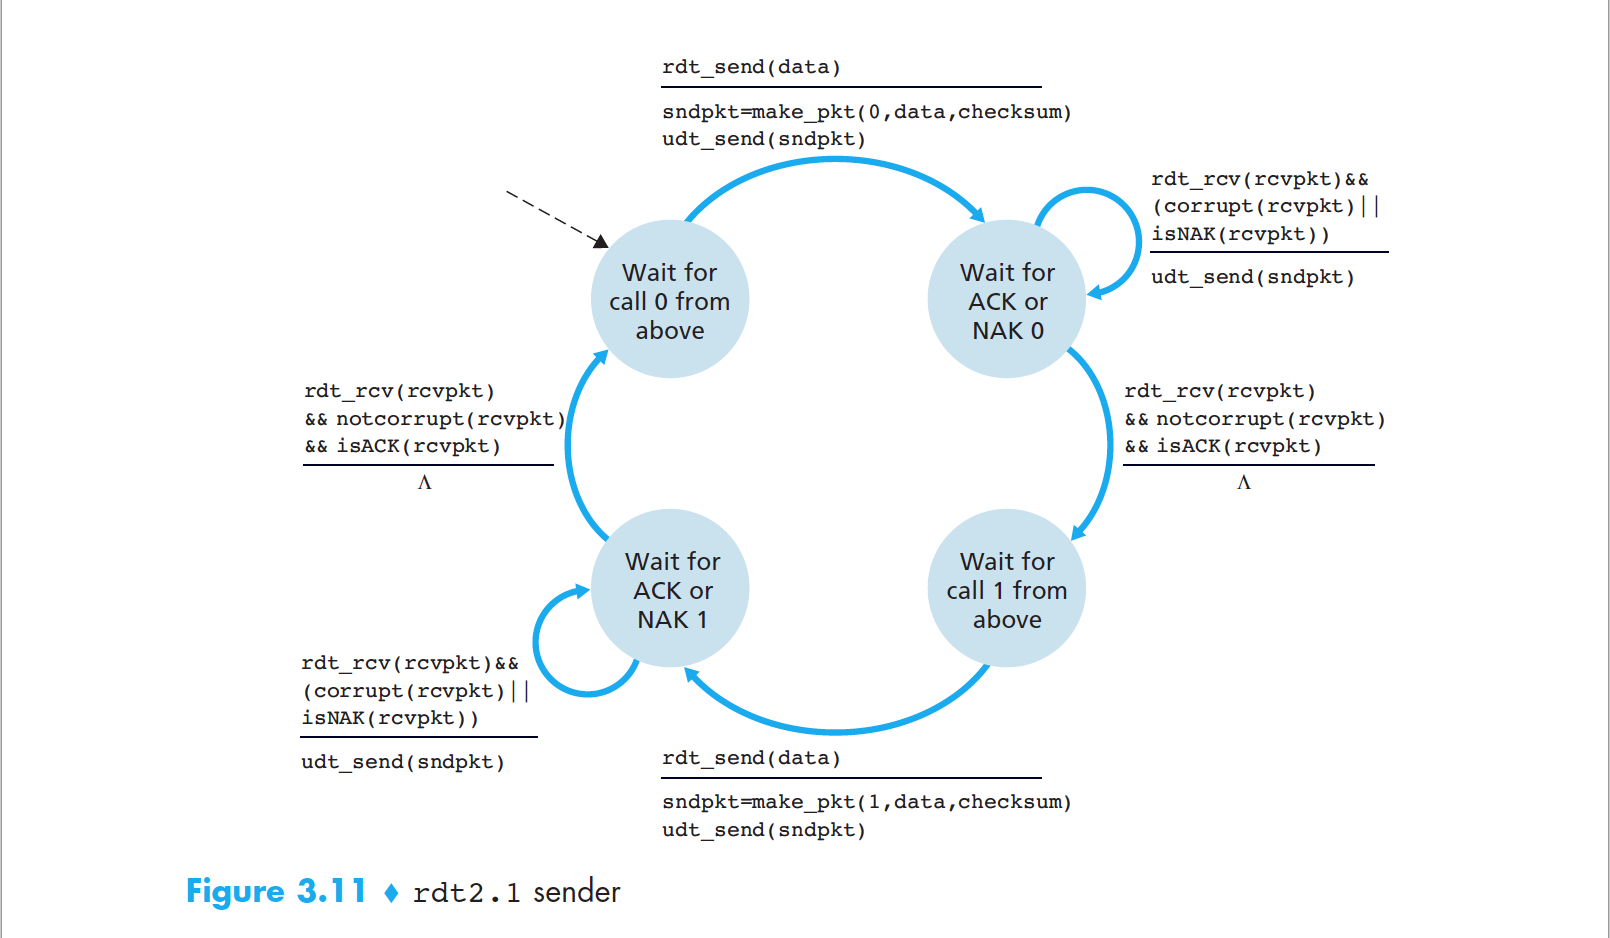 rdt_send(data)
sndpkt=make_pkt(0,data,checksum)
udt_send(sndpkt)
rdt_rcv(rcvpkt)&&
(corrupt(rcvpkt)||
isNAK(rcvpkt))
udt_send(sndpkt)
Wait for
call 0 from
above
Wait for
ACK or
NAK 0
rdt_rcv(rcvpkt)
&& notcorrupt(rcvpkt)
&& isACK(rcvpkt)
Λ
rdt_rcv(rcvpkt)
&& notcorrupt(rcvpkt)
&& isACK(rcvpkt)
Λ
Wait for
ACK or
NAK 1
Wait for
call 1 from
above
rdt_rcv(rcvpkt)&&
(corrupt(rcvpkt)||
isNAK(rcvpkt))
udt_send(sndpkt)
rdt_send(data)
sndpkt=make_pkt(1,data,checksum)
udt_send(sndpkt)
Figure 3.11 ♦ rdt2.1 sender